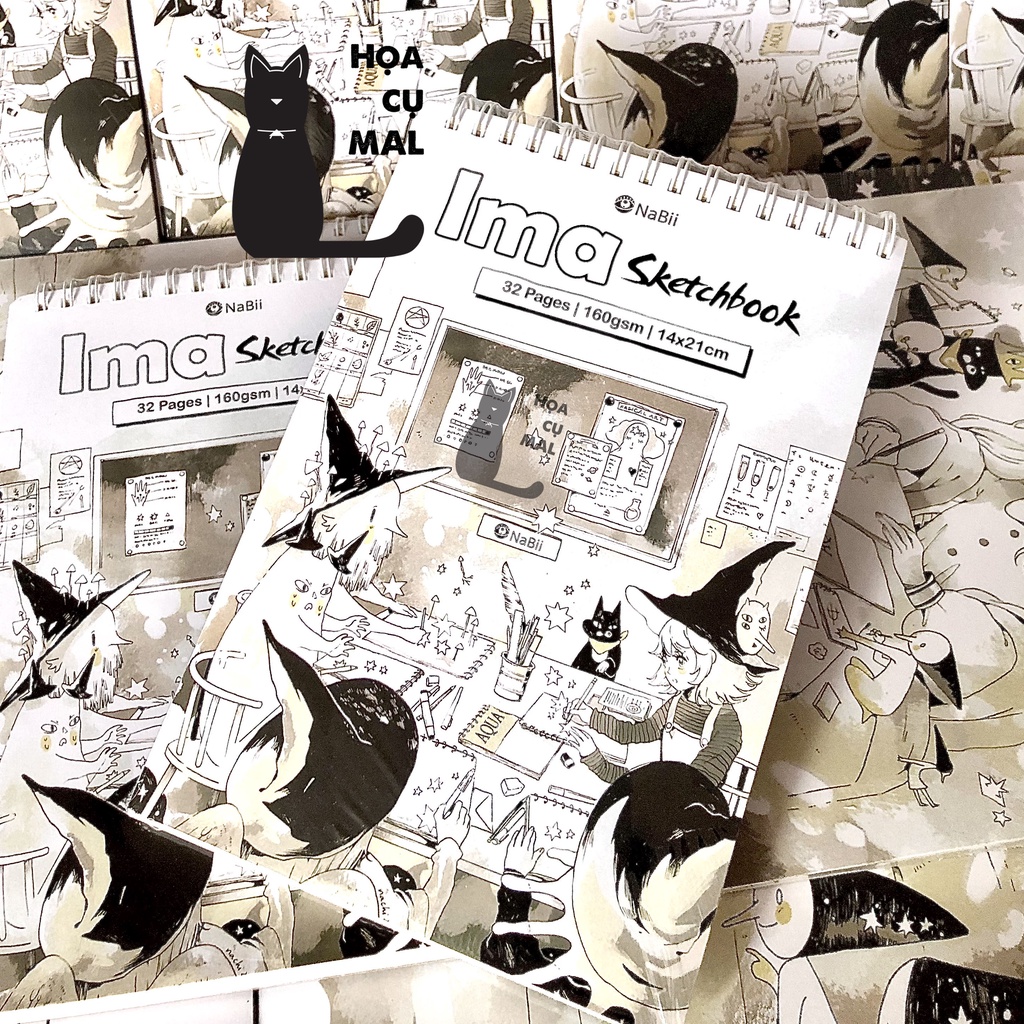 HỌA
CỤ
MAL
NaBii
Ima Sketchbook
32 Pages | 160gsm | 14x21cm
HỌA
CỤ
MAL
NaBii
AQUA
NaBii
Ima Sketch
32 Pages | 160gsm | 14
AQUA